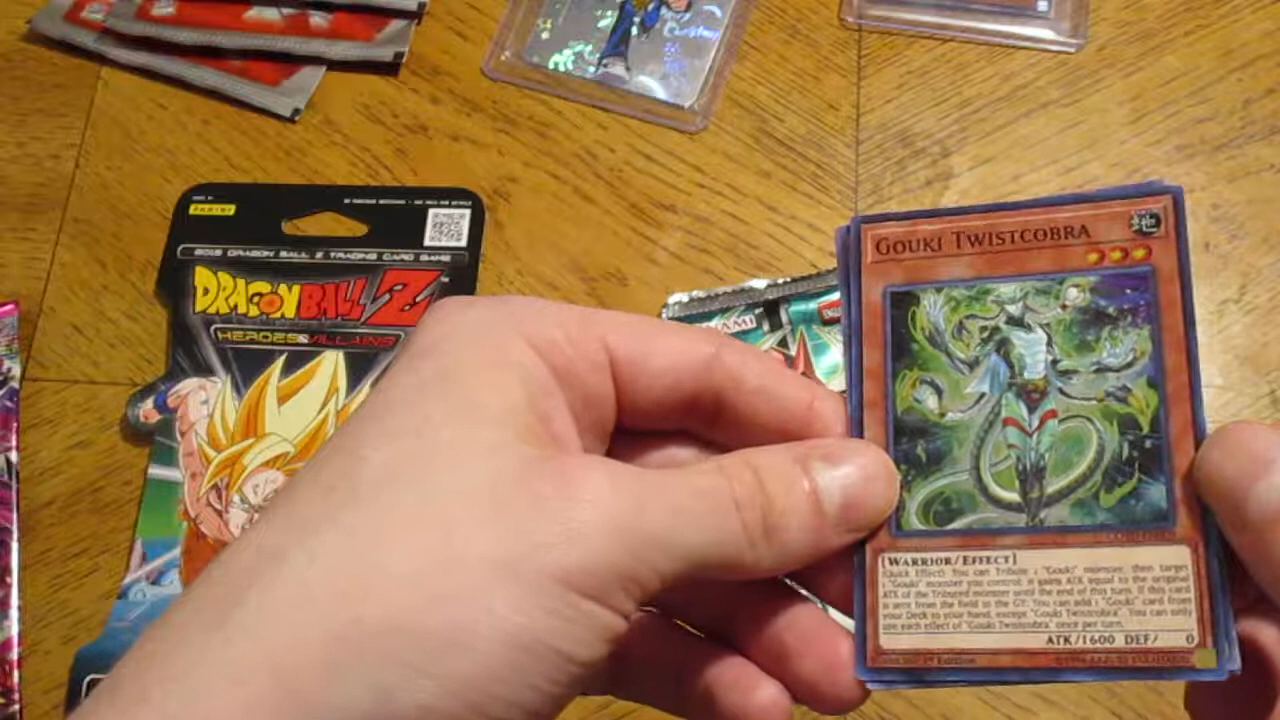 PANINI
2015 DRAGON BALL Z TRADING CARD GAME
DRAGON BALL Z
HEROES & VILLAINS
KONAMI
GOUKI TWISTCOBRA
[WARRIOR/EFFECT]
(Quick Effect): You can Tribute 1 "Gouki" monster, then target
1 "Gouki" monster you control; it gains ATK equal to the original
ATK of the Tributed monster until the end of this turn. If this card
is sent from the field to the GY: You can add 1 "Gouki" card from
your Deck to your hand, except "Gouki Twistcobra". You can only
use each effect of "Gouki Twistcobra" once per turn.
ATK/1600 DEF/ 0
1st Edition